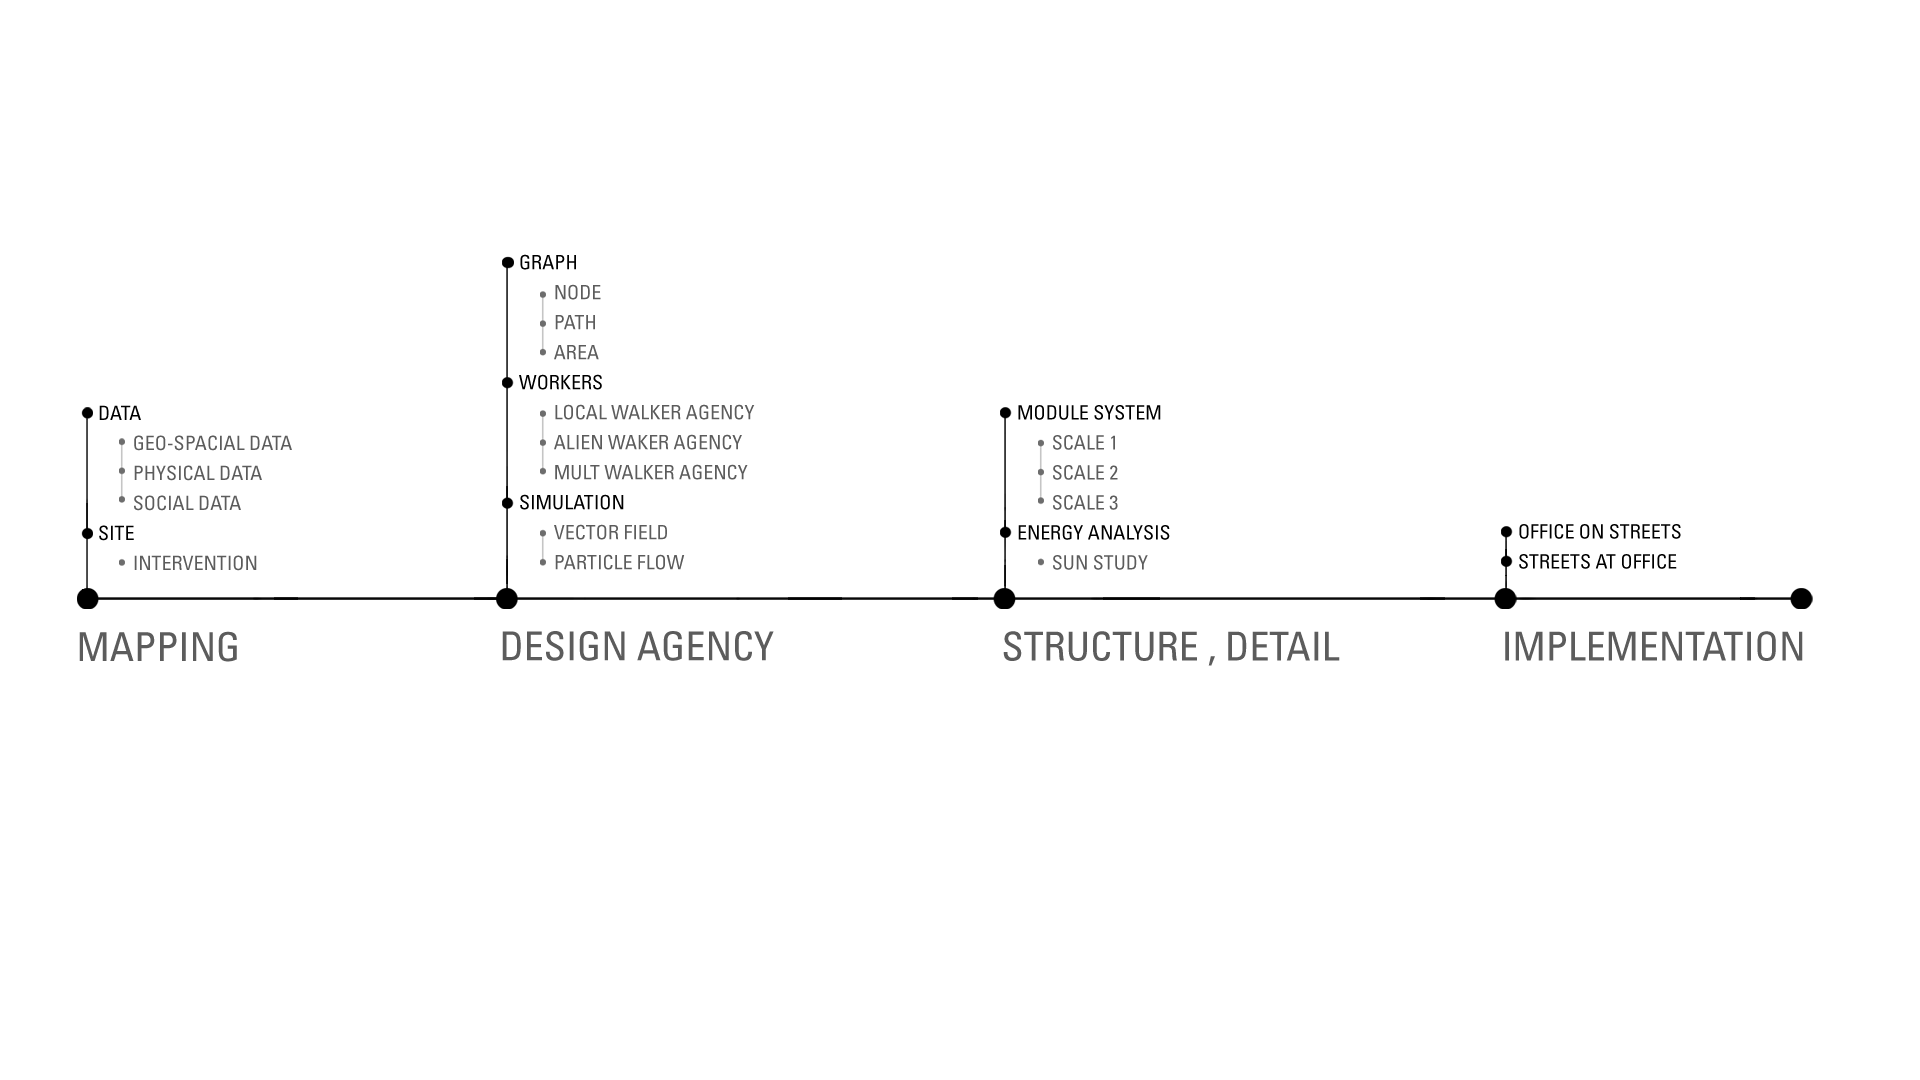 DATA
GEO-SPACIAL DATA
PHYSICAL DATA
SOCIAL DATA
SITE
INTERVENTION
MAPPING
GRAPH
NODE
PATH
AREA
WORKERS
LOCAL WALKER AGENCY
ALIEN WAKER AGENCY
MULT WALKER AGENCY
SIMULATION
VECTOR FIELD
PARTICLE FLOW
DESIGN AGENCY
MODULE SYSTEM
SCALE 1
SCALE 2
SCALE 3
ENERGY ANALYSIS
SUN STUDY
STRUCTURE , DETAIL
OFFICE ON STREETS
STREETS AT OFFICE
IMPLEMENTATION